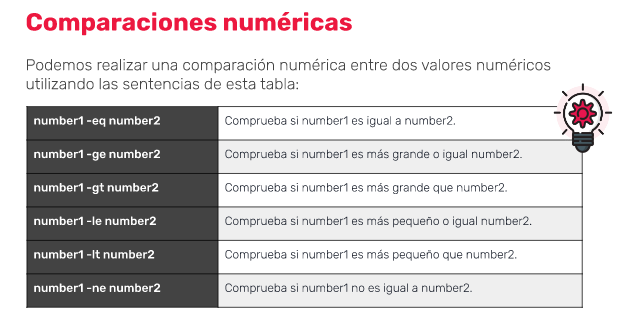 Comparaciones numéricas
Podemos realizar una comparación numérica entre dos valores numéricos
utilizando las sentencias de esta tabla:
number1 -eq number2 Comprueba si number1 es igual a number2.
number1 -ge number2 Comprueba si number1 es más grande o igual number2.
number1 -gt number2 Comprueba si number1 es más grande que number2.
number1 -le number2 Comprueba si number1 es más pequeño o igual number2.
number1 -lt number2 Comprueba si number1 es más pequeño que number2.
number1 -ne number2 Comprueba si number1 no es igual a number2.